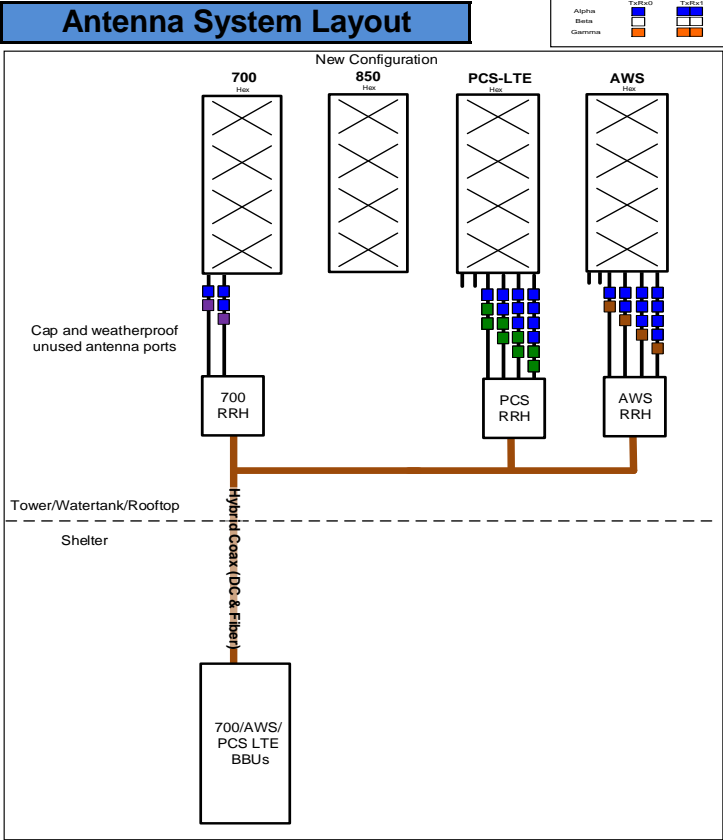 Antenna System Layout
TxRx0 TxRx1
Alpha
Beta
Gamma
New Configuration
700 850 PCS-LTE AWS
Hex Hex Hex Hex
Cap and weatherproof
unused antenna ports
700
RRH
PCS
RRH
AWS
RRH
Tower/Watertank/Rooftop
Hybrid Coax (DC & Fiber)
Shelter
700/AWS/
PCS LTE
BBUs